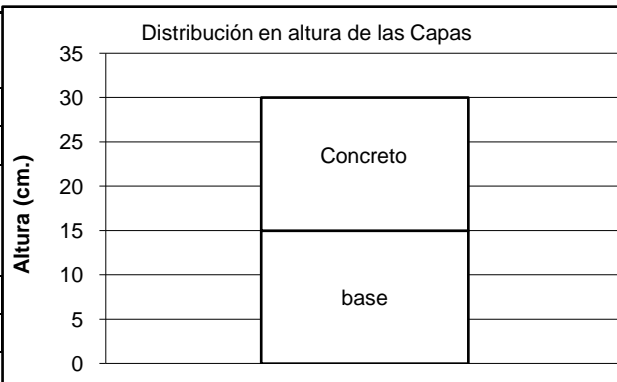 Distribución en altura de las Capas
35
30
25
20
15
10
5
0
Altura (cm.)
Concreto
base